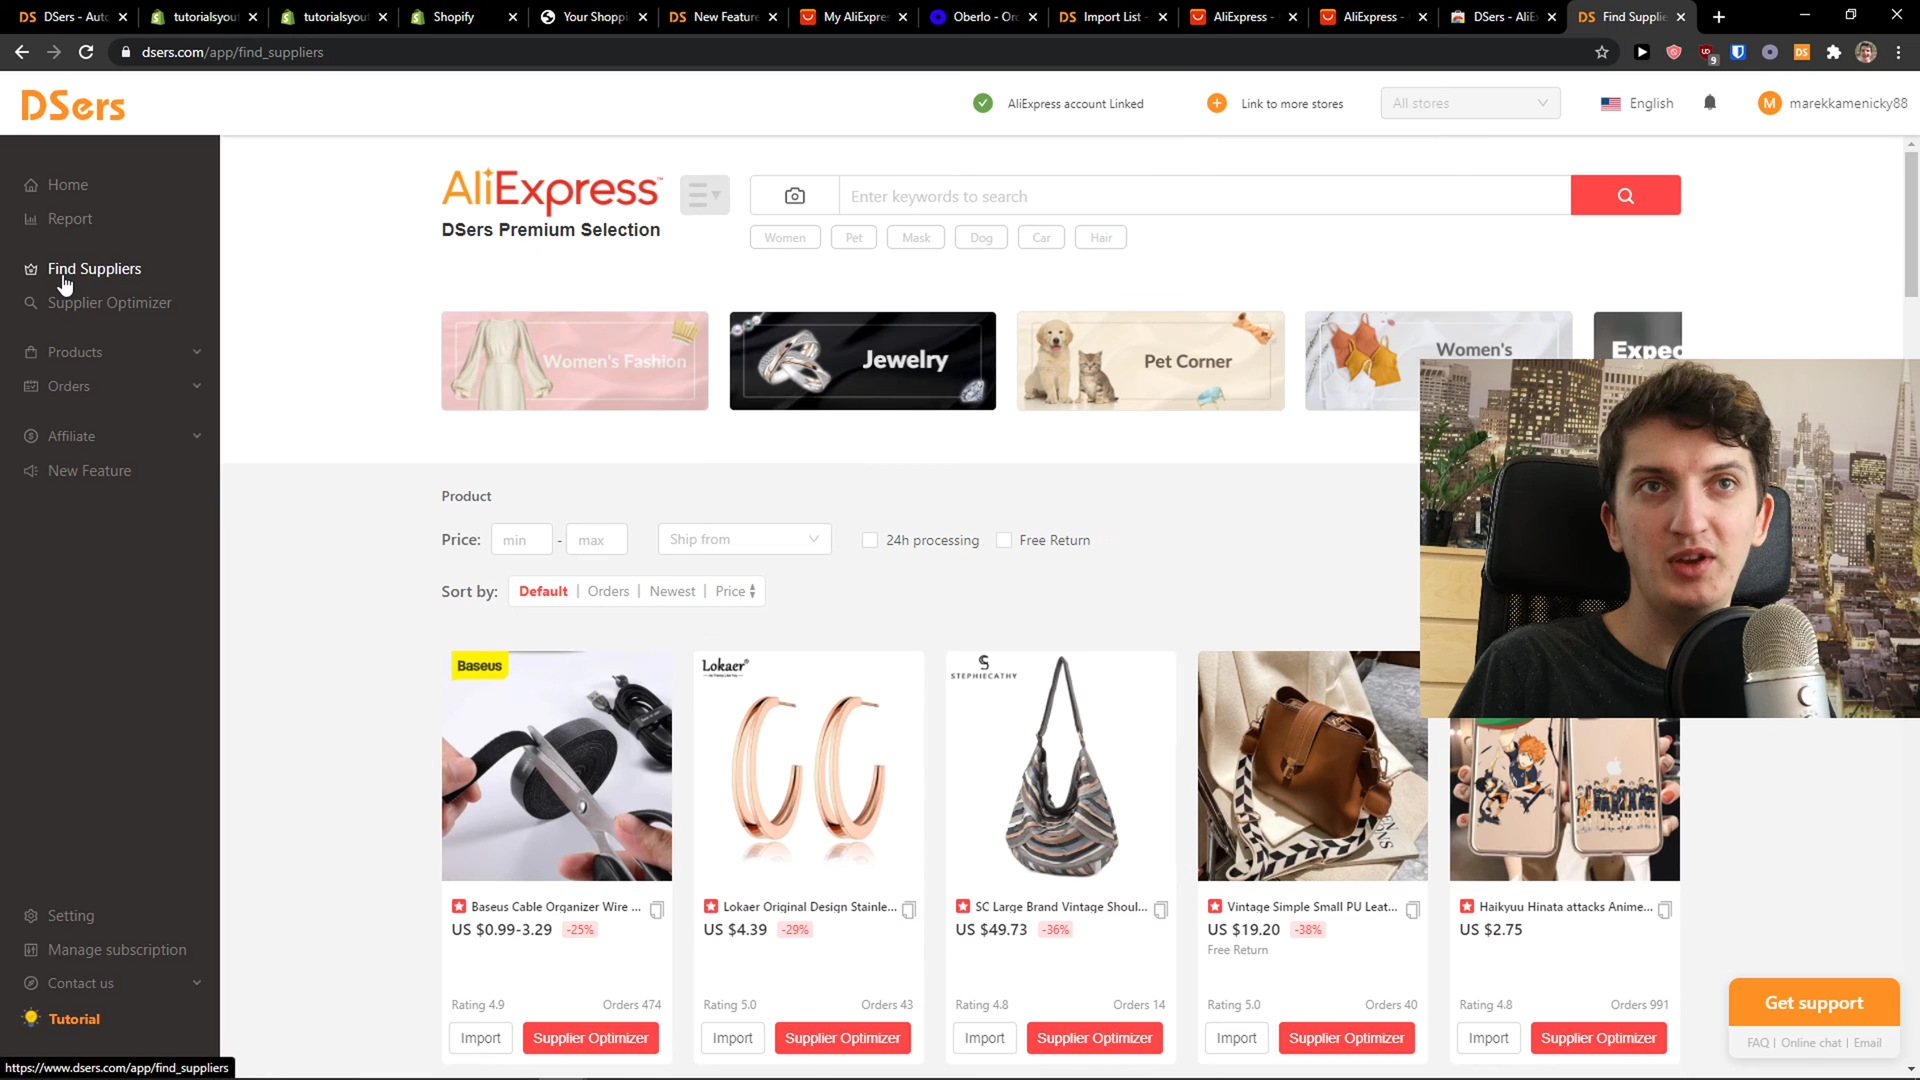 DSers - Auto
tutorialsyou
tutorialsyou
Shopify
Your Shoppi
New Feature
My AliExpre
Oberlo - Or
Import List -
AliExpress -
AliExpress -
DSers - AliE
Find Supplie
dsers.com/app/find_suppliers
9
DSers
AliExpress account Linked
Link to more stores
All stores
English
M
marekkamenicky88
Home
Report
Find Suppliers
Supplier Optimizer
Products
Orders
Affiliate
New Feature
Setting
Manage subscription
Contact us
Tutorial
https://www.dsers.com/app/find_suppliers
AliExpress™
DSers Premium Selection
Enter keywords to search
Women
Pet
Mask
Dog
Car
Hair
Women's Fashion
Jewelry
Pet Corner
Women's
Product
Price: min - max
Ship from
24h processing
Free Return
Sort by: Default | Orders | Newest | Price
Baseus
Lokaer
STEPHIECATHY
Baseus Cable Organizer Wire ...
US $0.99-3.29 -25%
Rating 4.9 Orders 474
Import Supplier Optimizer
Lokaer Original Design Stainle...
US $4.39 -29%
Rating 5.0 Orders 43
Import Supplier Optimizer
SC Large Brand Vintage Shoul...
US $49.73 -36%
Rating 4.8 Orders 14
Import Supplier Optimizer
Vintage Simple Small PU Leat...
US $19.20 -38%
Free Return
Rating 5.0 Orders 40
Import Supplier Optimizer
Haikyuu Hinata attacks Anime...
US $2.75
Rating 4.8 Orders 991
Import Supplier Optimizer
Get support
FAQ | Online chat | Email